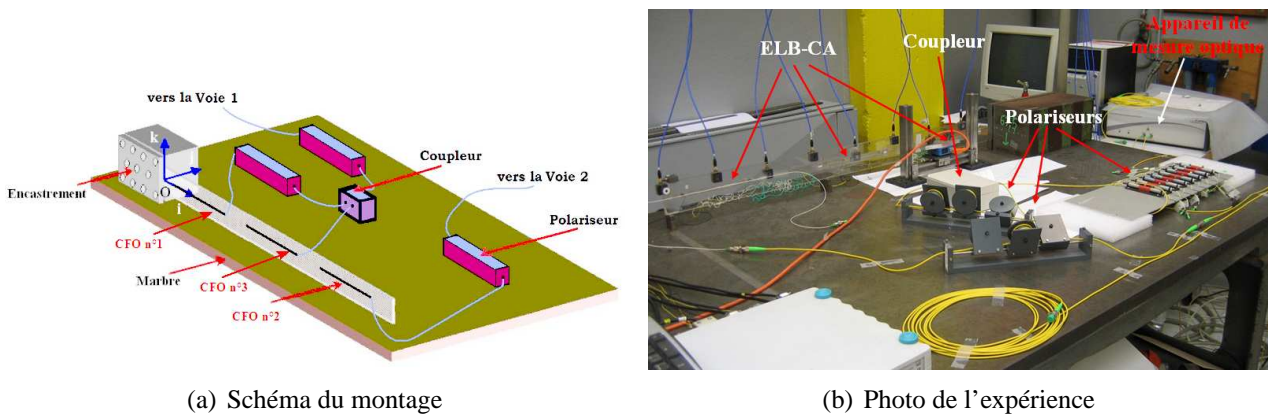 vers la Voie 1
k
Coupleur
vers la Voie 2
Encastrement
O
i
Polariseur
CFO n°1
Marbre
CFO n°3
CFO n°2
ELB-CA
Coupleur
Appareil de
mesure optique
Polariseurs
(a) Schéma du montage
(b) Photo de l'expérience